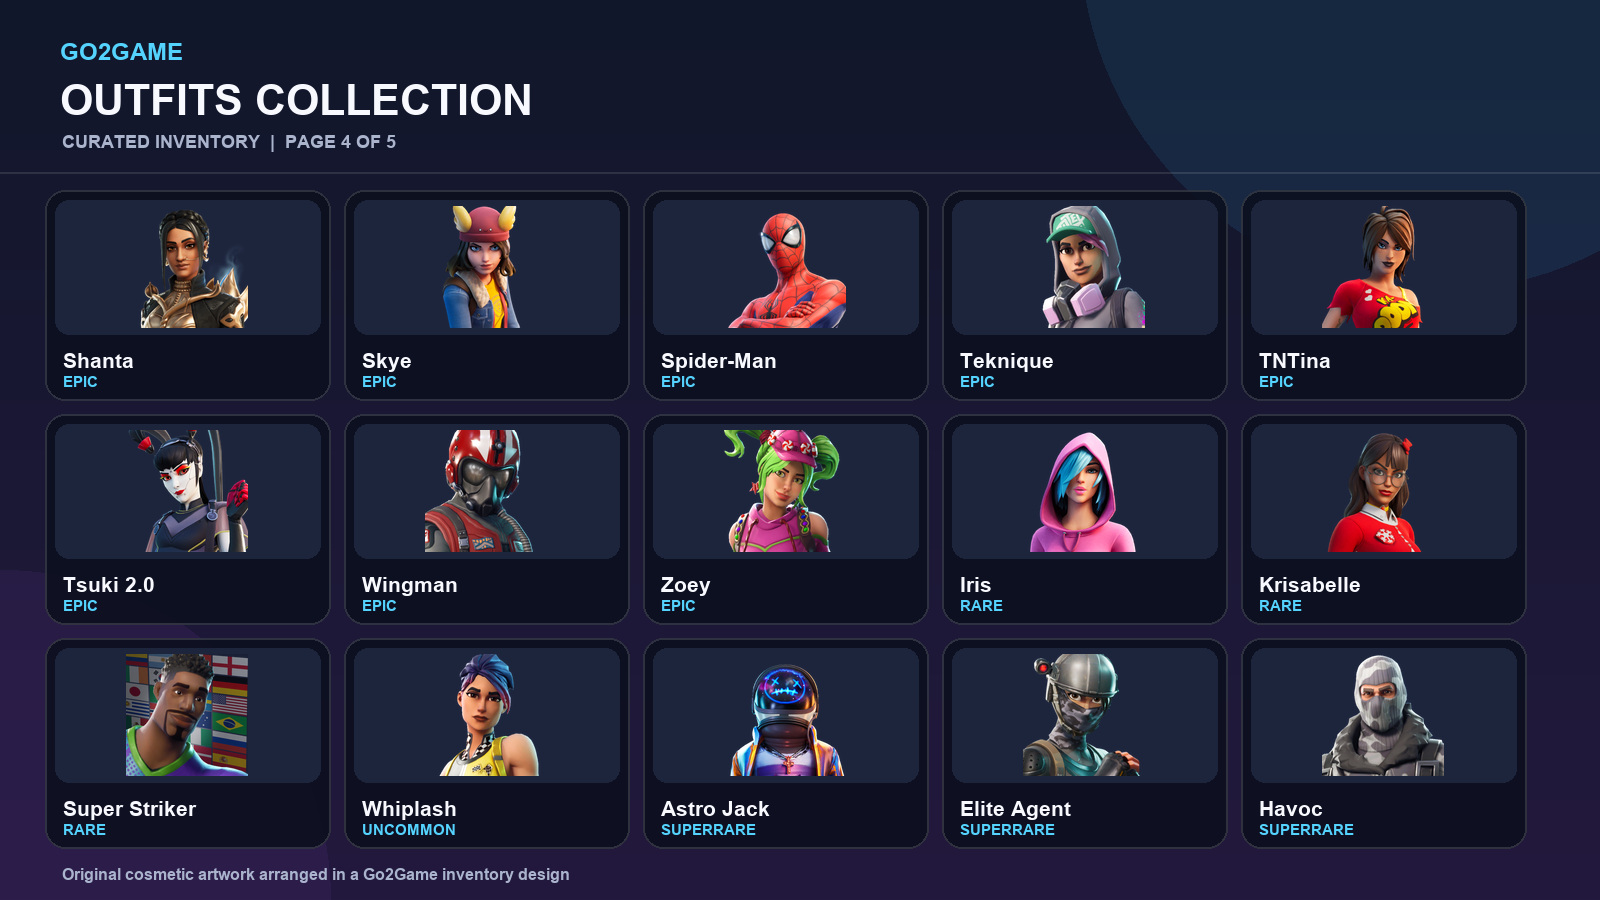 GO2GAME
OUTFITS COLLECTION
CURATED INVENTORY | PAGE 4 OF 5
Shanta
EPIC
Skye
EPIC
Spider-Man
EPIC
Teknique
EPIC
TNTina
EPIC
Tsuki 2.0
EPIC
Wingman
EPIC
Zoey
EPIC
Iris
RARE
Krisabelle
RARE
Super Striker
RARE
Whiplash
UNCOMMON
Astro Jack
SUPERRARE
Elite Agent
SUPERRARE
Havoc
SUPERRARE
Original cosmetic artwork arranged in a Go2Game inventory design